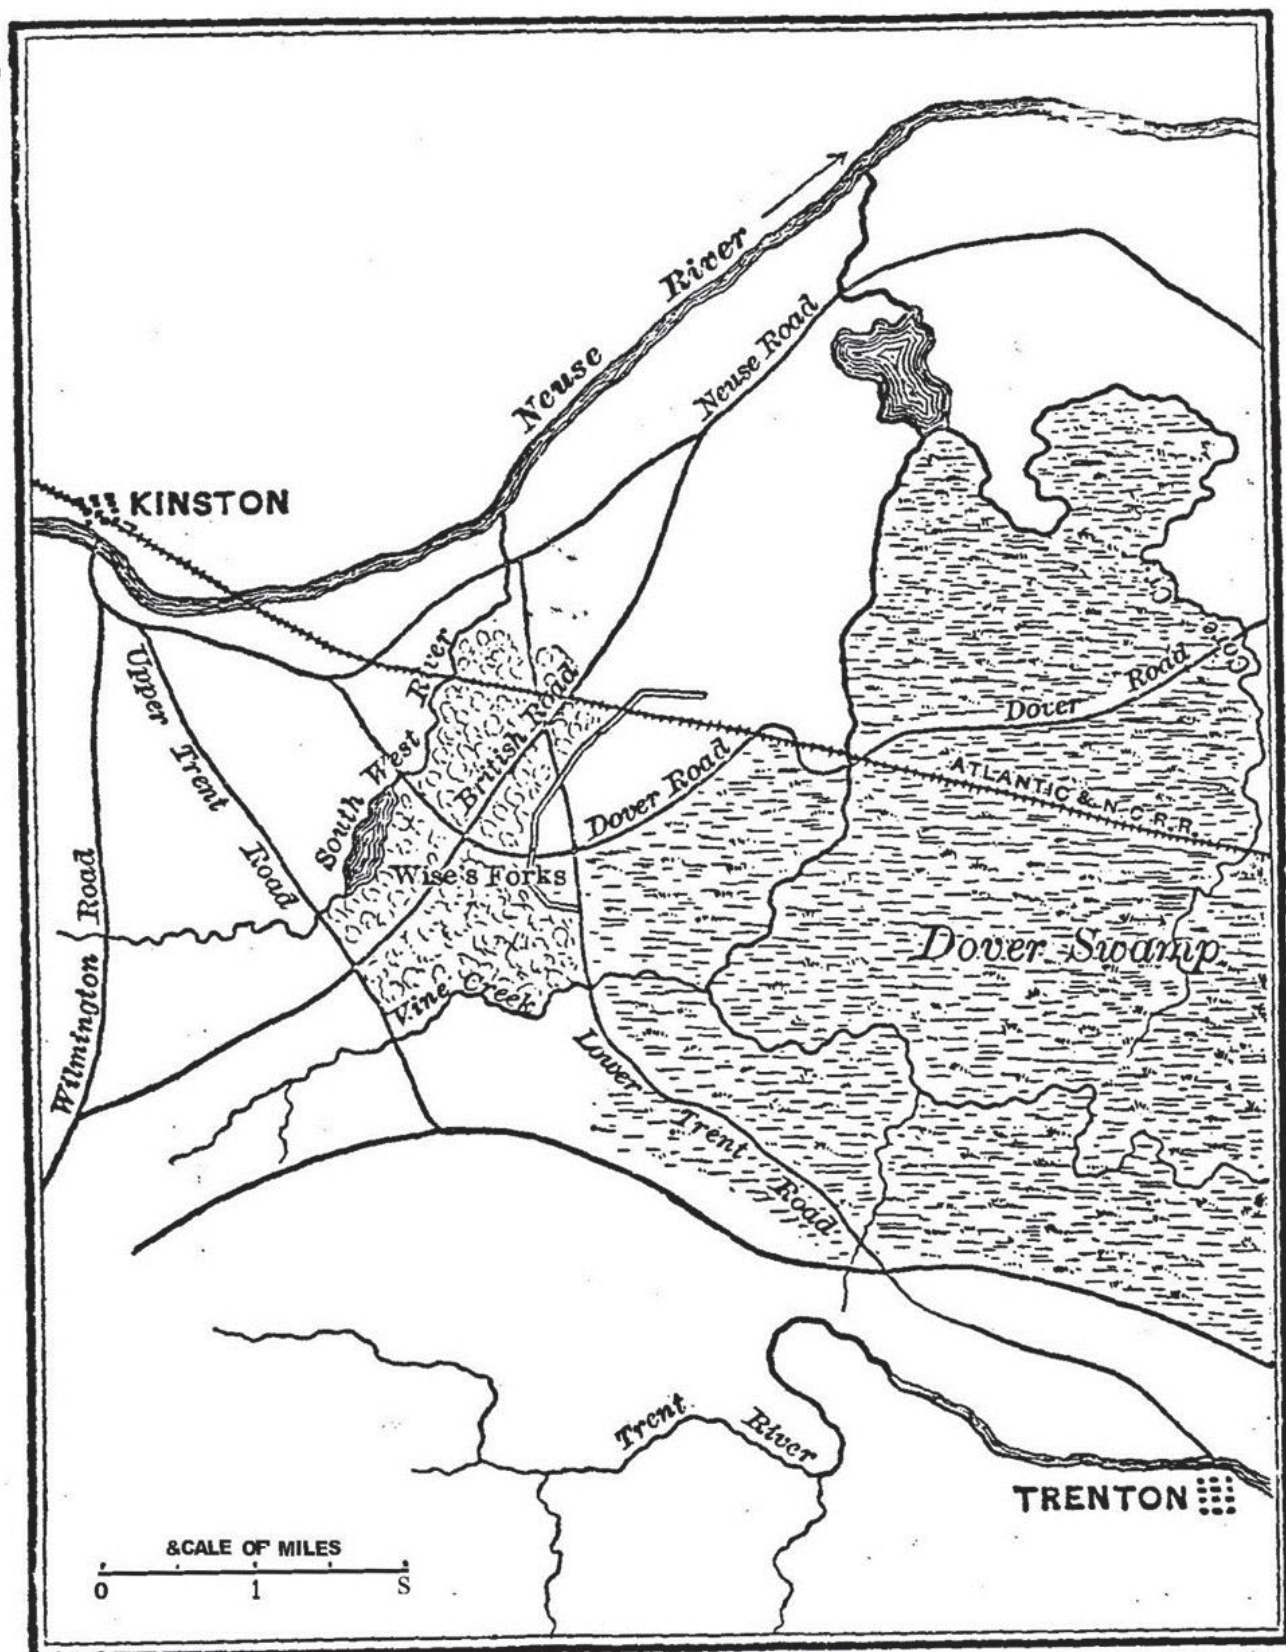 Neuse River
Neuse Road
KINSTON
Upper Trent Road
South West River
British Road
Dover Road
Dover Road
Core Cr.
ATLANTIC & N.C.R.R.
Wise's Forks
Wilmington Road
Vine Creek
Dover Swamp
Lower Trent Road
Trent River
TRENTON
&CALE OF MILES
0 1 S